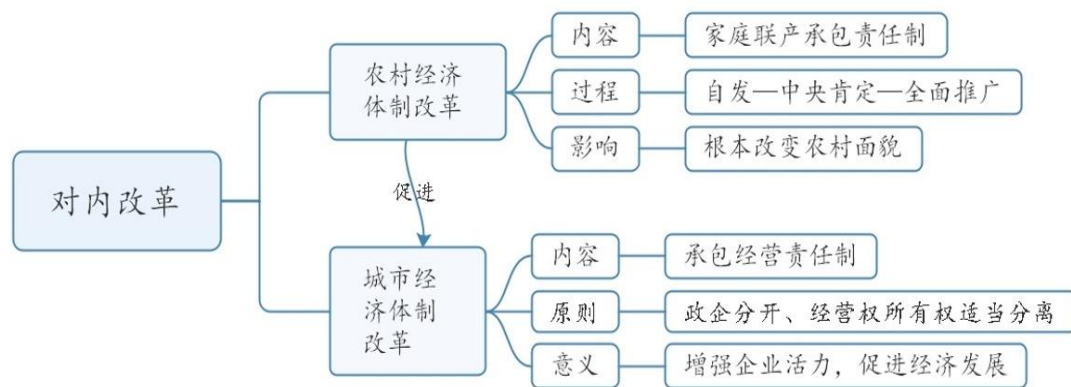 对内改革
农村经济
体制改革
内容
家庭联产承包责任制
过程
自发—中央肯定—全面推广
影响
根本改变农村面貌
促进
城市经
济体制
改革
内容
承包经营责任制
原则
政企分开、经营权所有权适当分离
意义
增强企业活力，促进经济发展